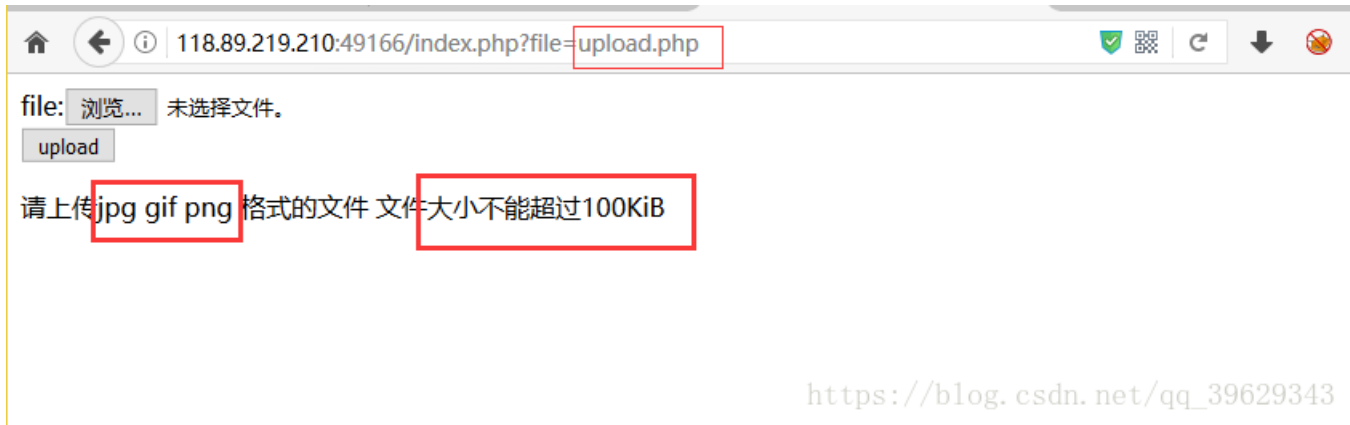 118.89.219.210:49166/index.php?file=upload.php
file: 浏览... 未选择文件。
upload
请上传jpg gif png 格式的文件 文件大小不能超过100KiB
https://blog.csdn.net/qq_39629343